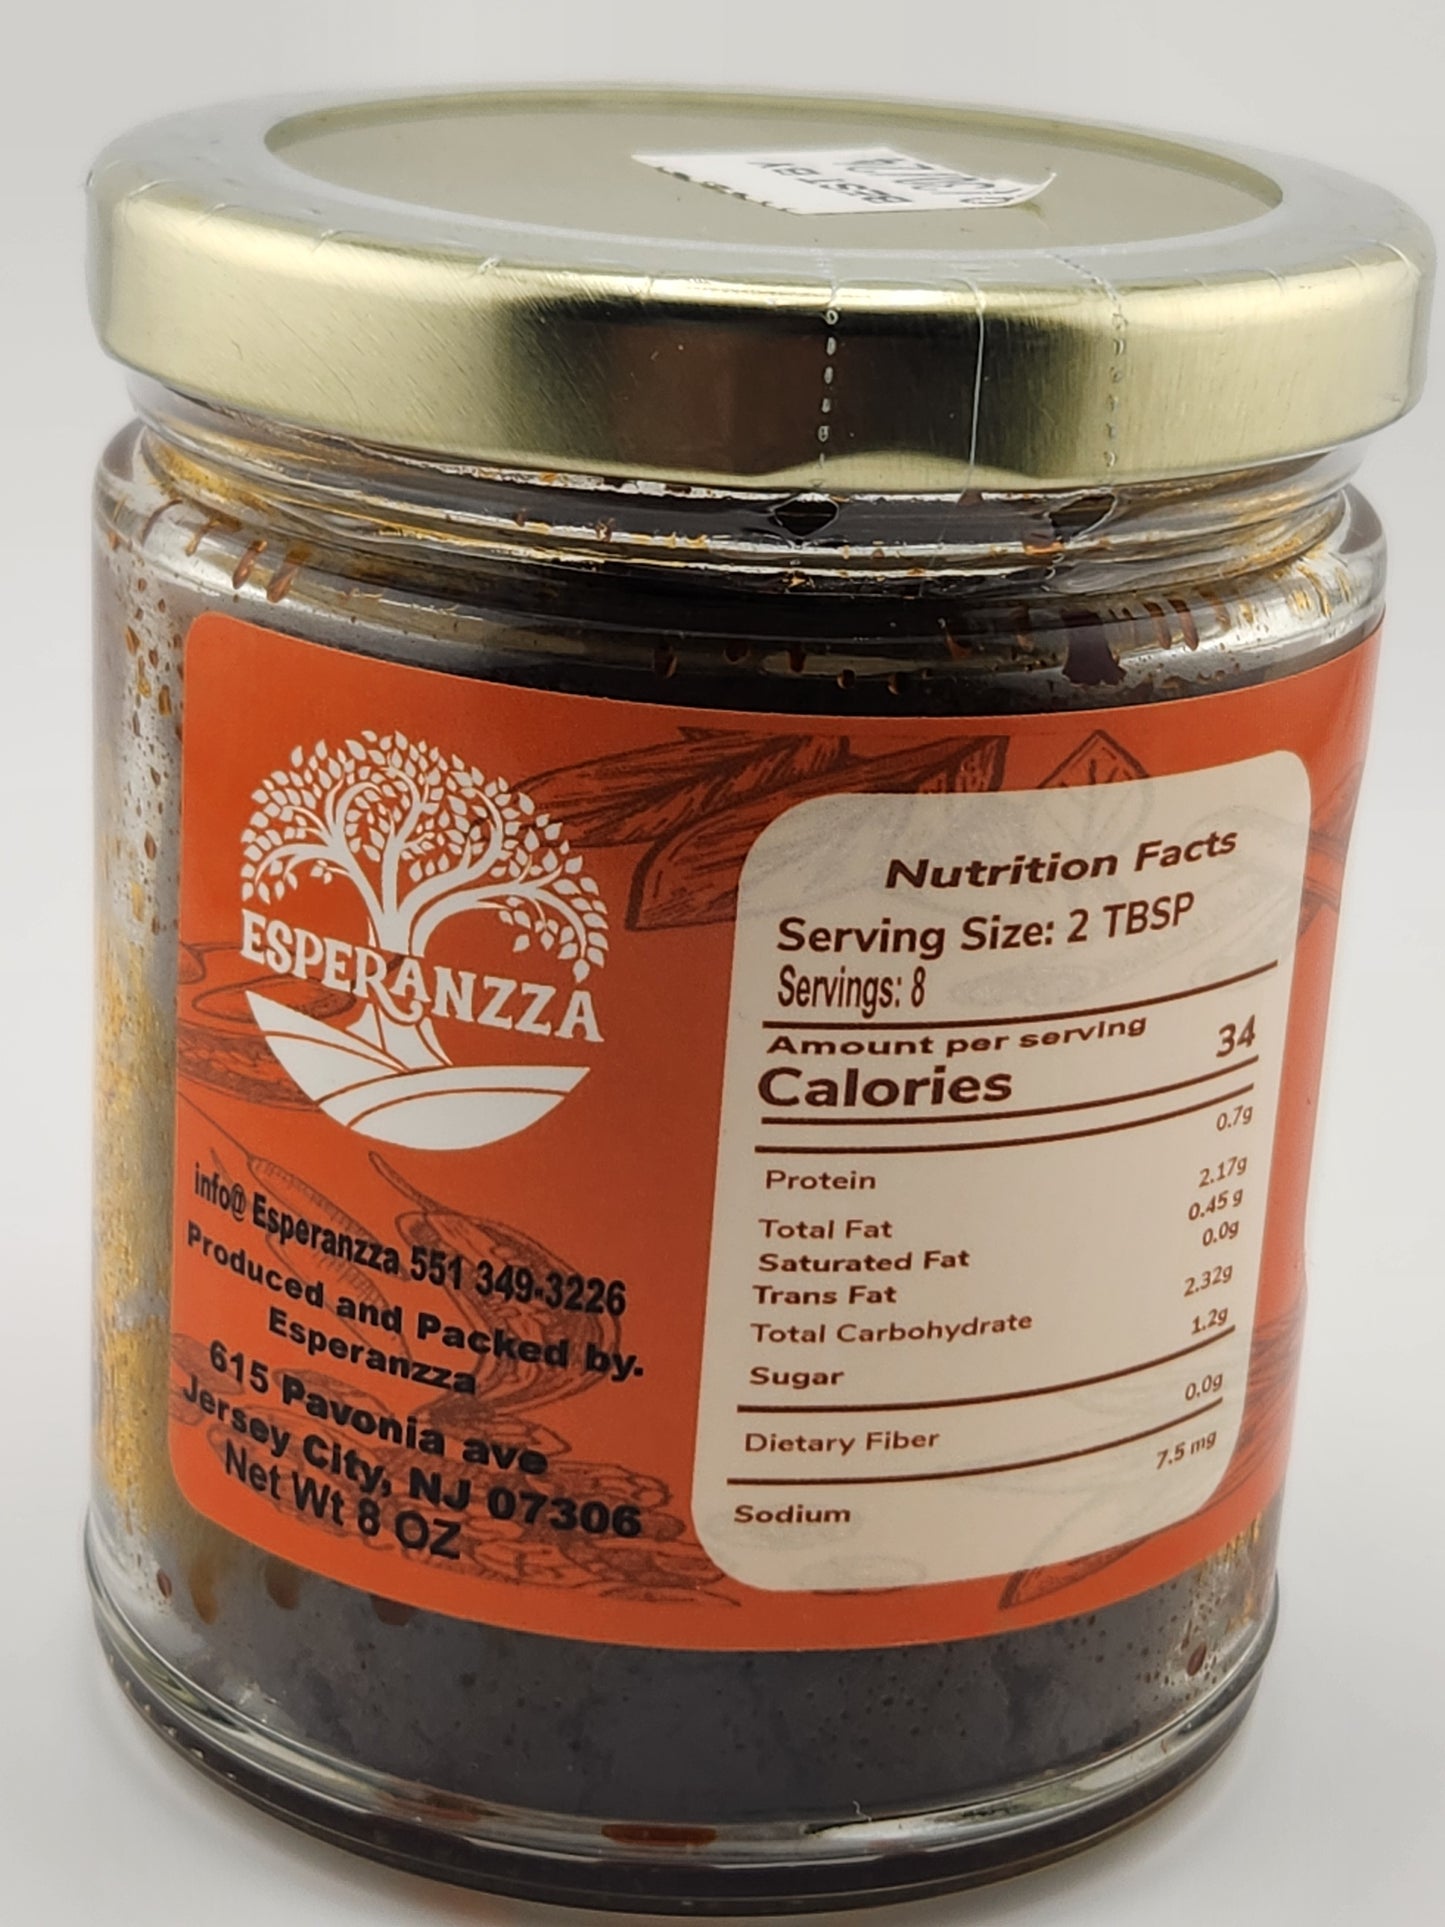 BEST BY
ESPERANZZA
info@ Esperanzza 551 349-3226
Produced and Packed by.
Esperanzza
615 Pavonia ave
Jersey City, NJ 07306
Net Wt 8 OZ
Nutrition Facts
Serving Size: 2 TBSP
Servings: 8
Amount per serving
Calories 34
Protein 0.7g
Total Fat 2.17g
Saturated Fat 0.45 g
Trans Fat 0.0g
Total Carbohydrate 2.32g
Sugar 1.2g
Dietary Fiber 0.0g
Sodium 7.5 mg